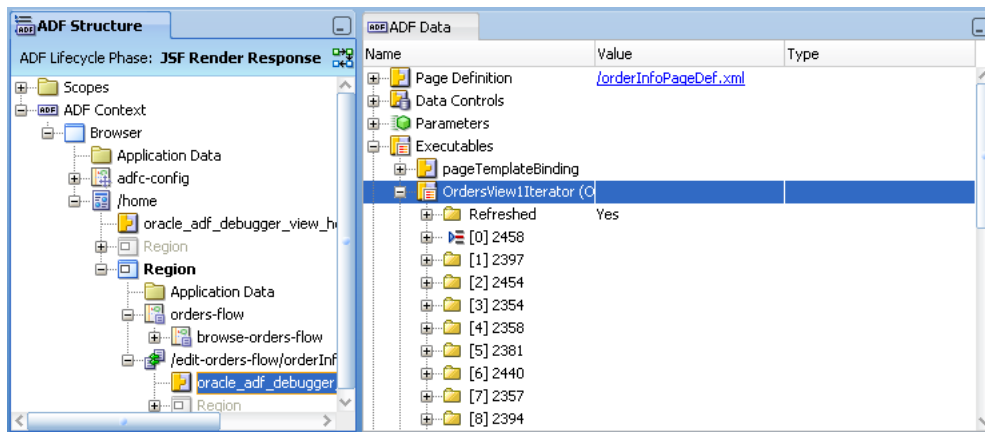 ADF Structure
ADF Lifecycle Phase: JSF Render Response
Scopes
ADF ADF Context
Browser
Application Data
adfc-config
/home
oracle_adf_debugger_view_h
Region
Region
Application Data
orders-flow
browse-orders-flow
/edit-orders-flow/orderInf
oracle_adf_debugger_
Region
ADF ADF Data
Name Value Type
Page Definition /orderInfoPageDef.xml
Data Controls
Parameters
Executables
pageTemplateBinding
OrdersView1Iterator (O
Refreshed Yes
[0] 2458
[1] 2397
[2] 2454
[3] 2354
[4] 2358
[5] 2381
[6] 2440
[7] 2357
[8] 2394